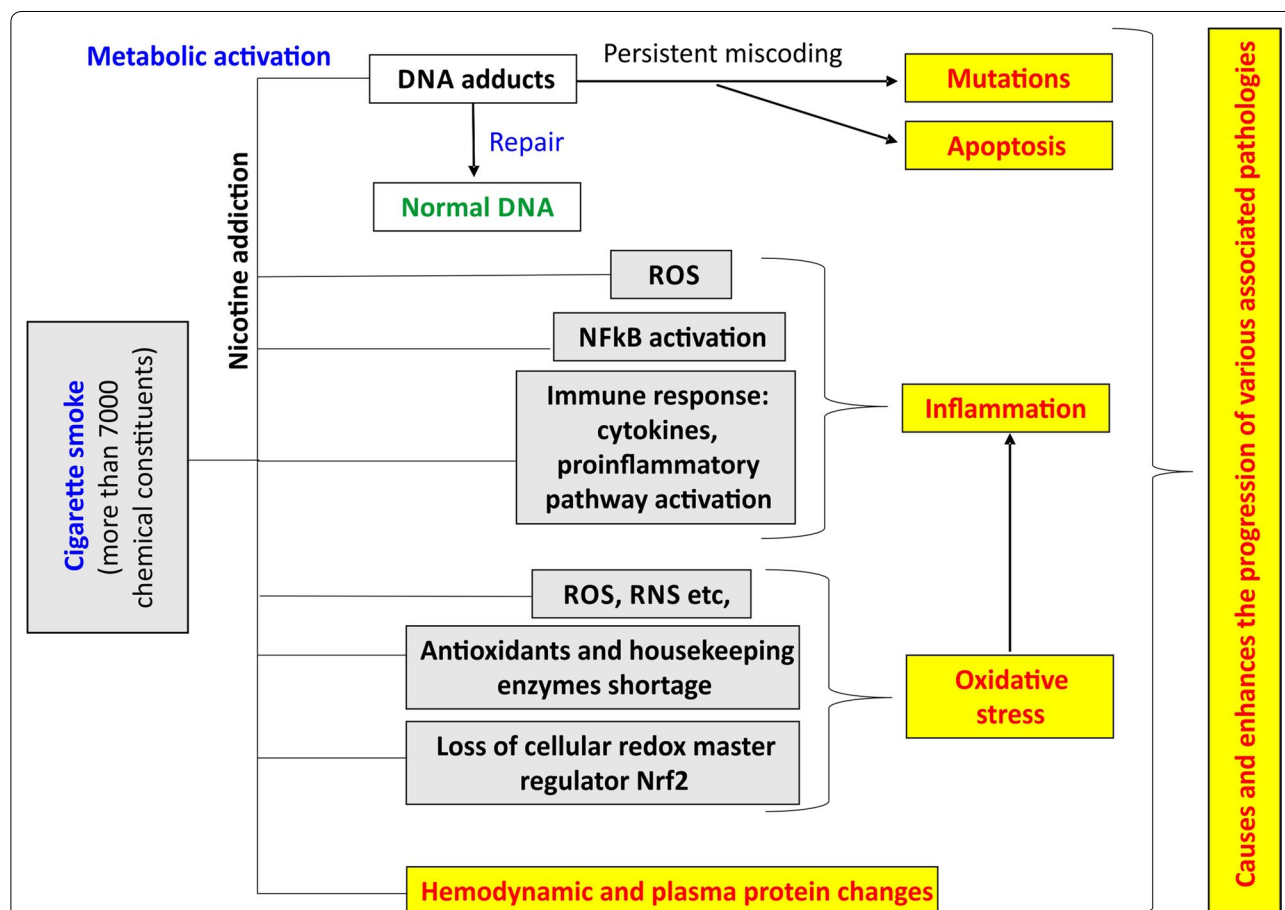 Metabolic activation
DNA adducts
Persistent miscoding
Mutations
Apoptosis
Repair
Normal DNA
Nicotine addiction
Cigarette smoke
(more than 7000
chemical constituents)
ROS
NFkB activation
Immune response:
cytokines,
proinflammatory
pathway activation
Inflammation
ROS, RNS etc,
Antioxidants and housekeeping
enzymes shortage
Loss of cellular redox master
regulator Nrf2
Oxidative
stress
Hemodynamic and plasma protein changes
Causes and enhances the progression of various associated pathologies